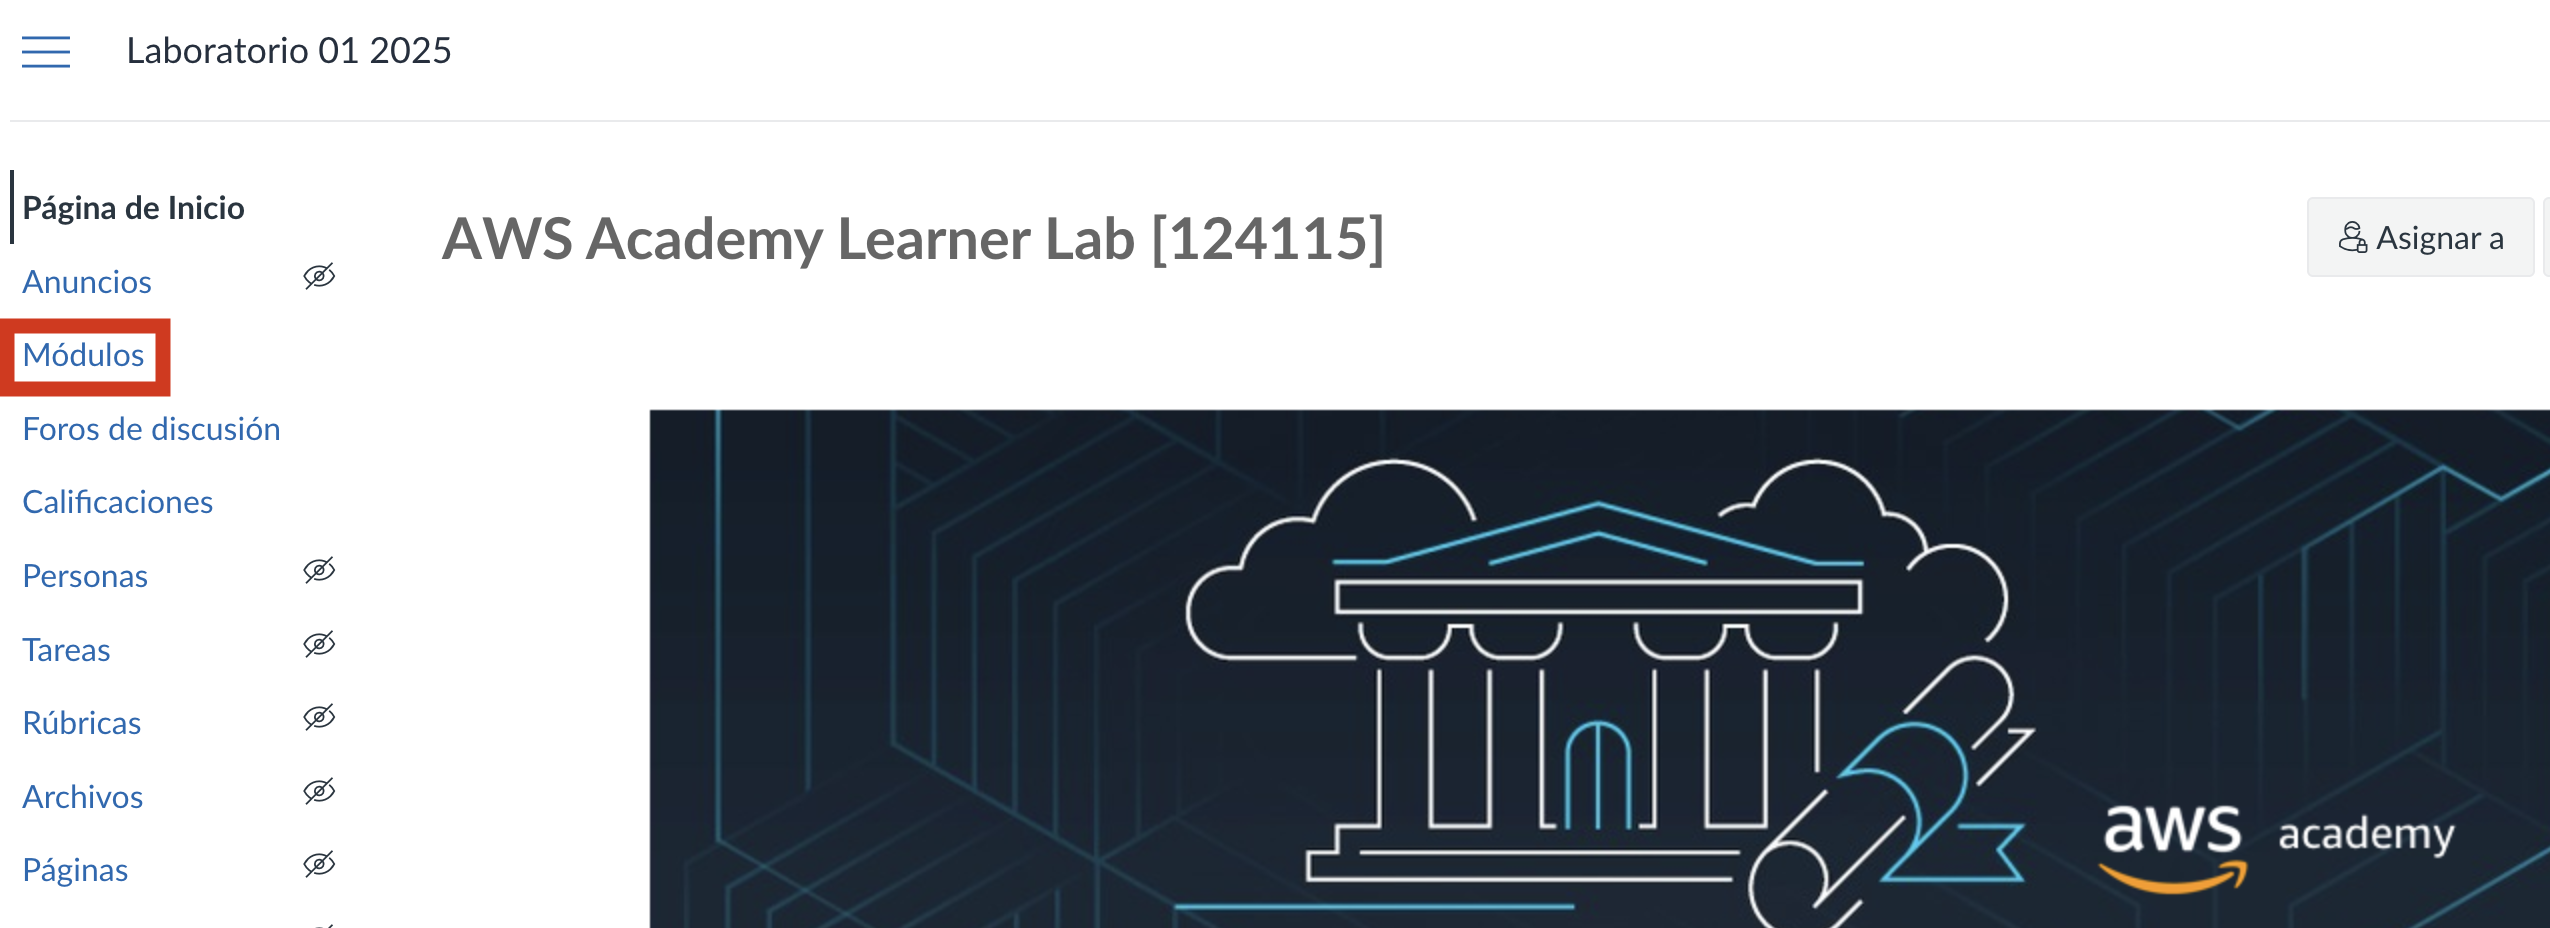 Laboratorio 01 2025
Página de Inicio
Anuncios
Módulos
Foros de discusión
Calificaciones
Personas
Tareas
Rúbricas
Archivos
Páginas
AWS Academy Learner Lab [124115]
Asignar a
aws academy